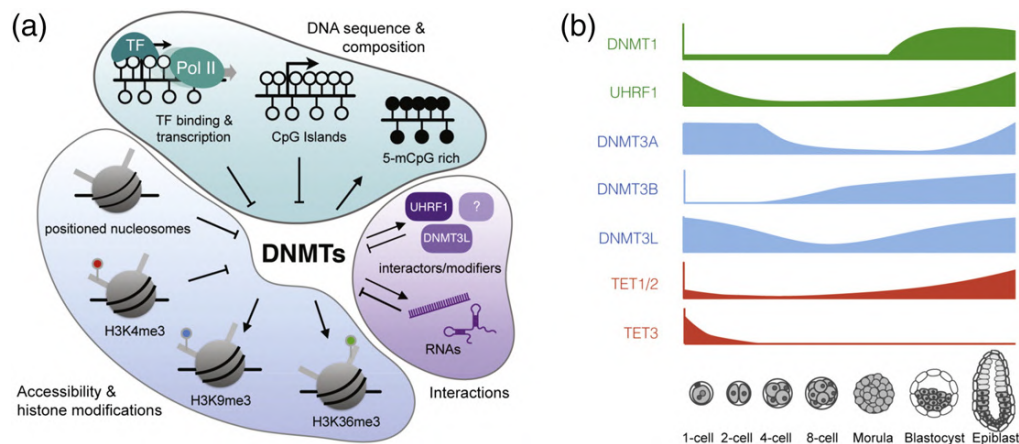 (a)
DNA sequence &
composition
TF
Pol II
TF binding &
transcription
CpG Islands
5-mCpG rich
positioned nucleosomes
H3K4me3
H3K9me3
H3K36me3
Accessibility &
histone modifications
DNMTs
UHRF1
?
DNMT3L
interactors/modifiers
RNAs
Interactions
(b)
DNMT1
UHRF1
DNMT3A
DNMT3B
DNMT3L
TET1/2
TET3
1-cell 2-cell 4-cell 8-cell Morula Blastocyst Epiblast